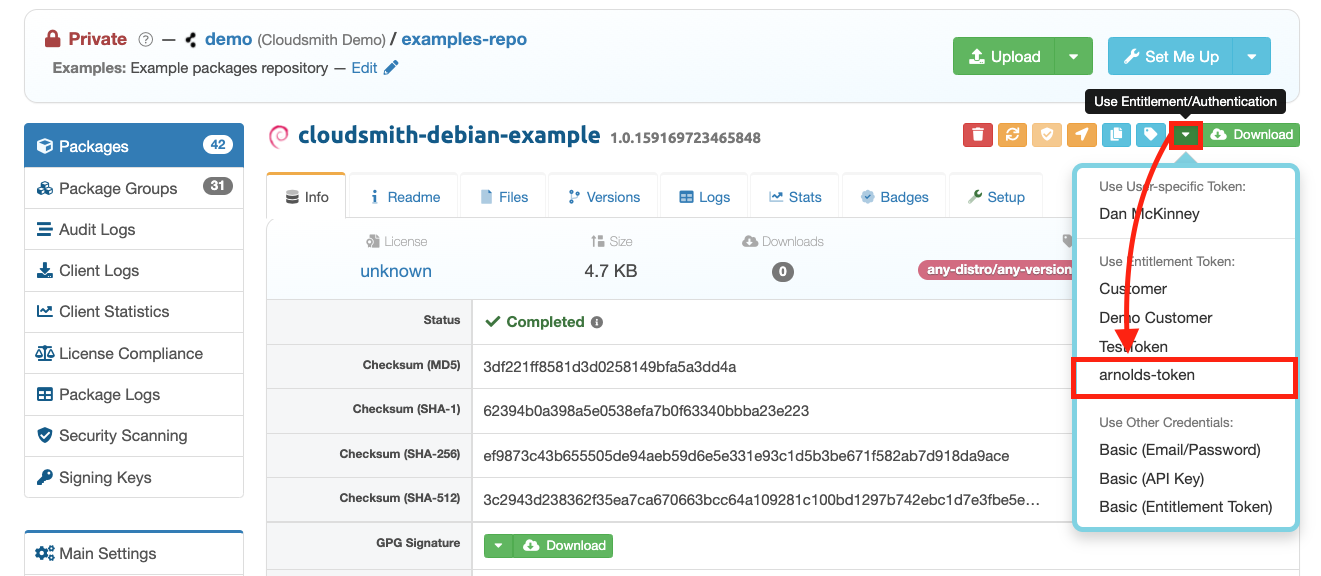 Private ? — demo (Cloudsmith Demo) / examples-repo
Examples: Example packages repository — Edit
Upload
Set Me Up
Use Entitlement/Authentication
Packages 42
Package Groups 31
Audit Logs
Client Logs
Client Statistics
License Compliance
Package Logs
Security Scanning
Signing Keys
Main Settings
cloudsmith-debian-example 1.0.159169723465848
Download
Info
Readme
Files
Versions
Logs
Stats
Badges
Setup
License
unknown
Size
4.7 KB
Downloads
0
any-distro/any-version
Status
Completed
Checksum (MD5)
3df221ff8581d3d0258149bfa5a3dd4a
Checksum (SHA-1)
62394b0a398a5e0538efa7b0f63340bbba23e223
Checksum (SHA-256)
ef9873c43b655505de94aeb59d6e5e331e93c1d5b3be671f582ab7d918da9ace
Checksum (SHA-512)
3c2943d238362f35ea7ca670663bcc64a109281c100bd1297b742ebc1d7e3fbe5e…
GPG Signature
Download
Use User-specific Token:
Dan McKinney
Use Entitlement Token:
Customer
Demo Customer
Test Token
arnolds-token
Use Other Credentials:
Basic (Email/Password)
Basic (API Key)
Basic (Entitlement Token)